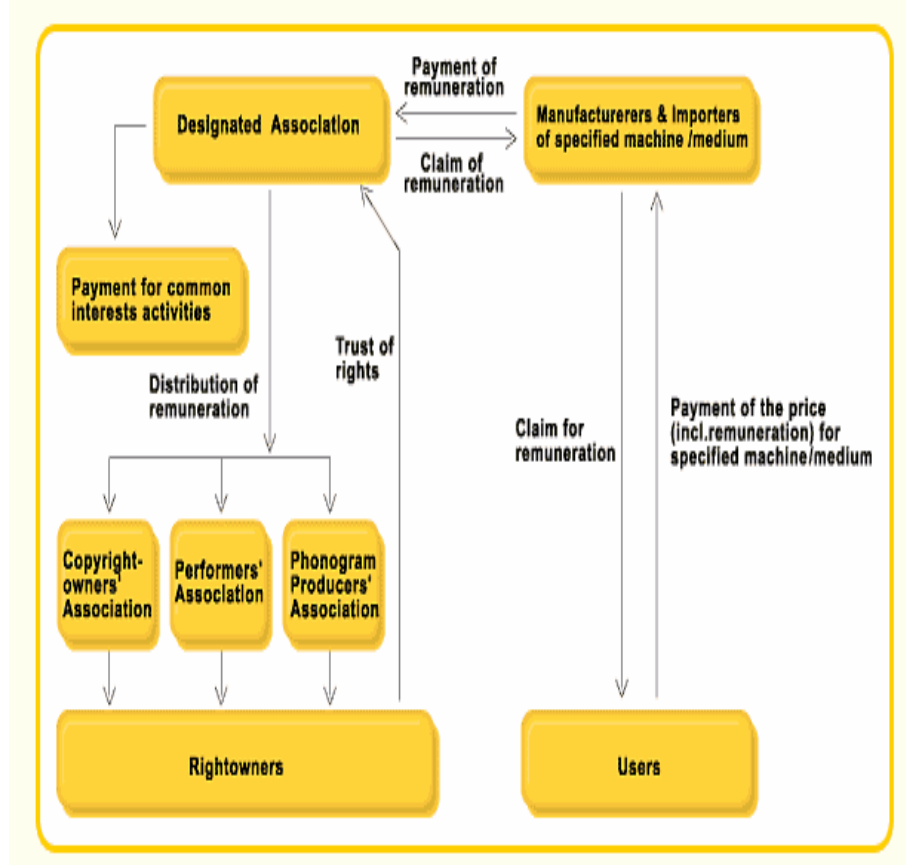 Payment of
remuneration
Designated Association
Manufacturerers & Importers
of specified machine /medium
Claim of
remuneration
Payment for common
interests activities
Trust of
rights
Distribution of
remuneration
Payment of the price
(incl.remuneration) for
specified machine/medium
Claim for
remuneration
Copyright-
owners'
Association
Performers'
Association
Phonogram
Producers'
Association
Rightowners
Users